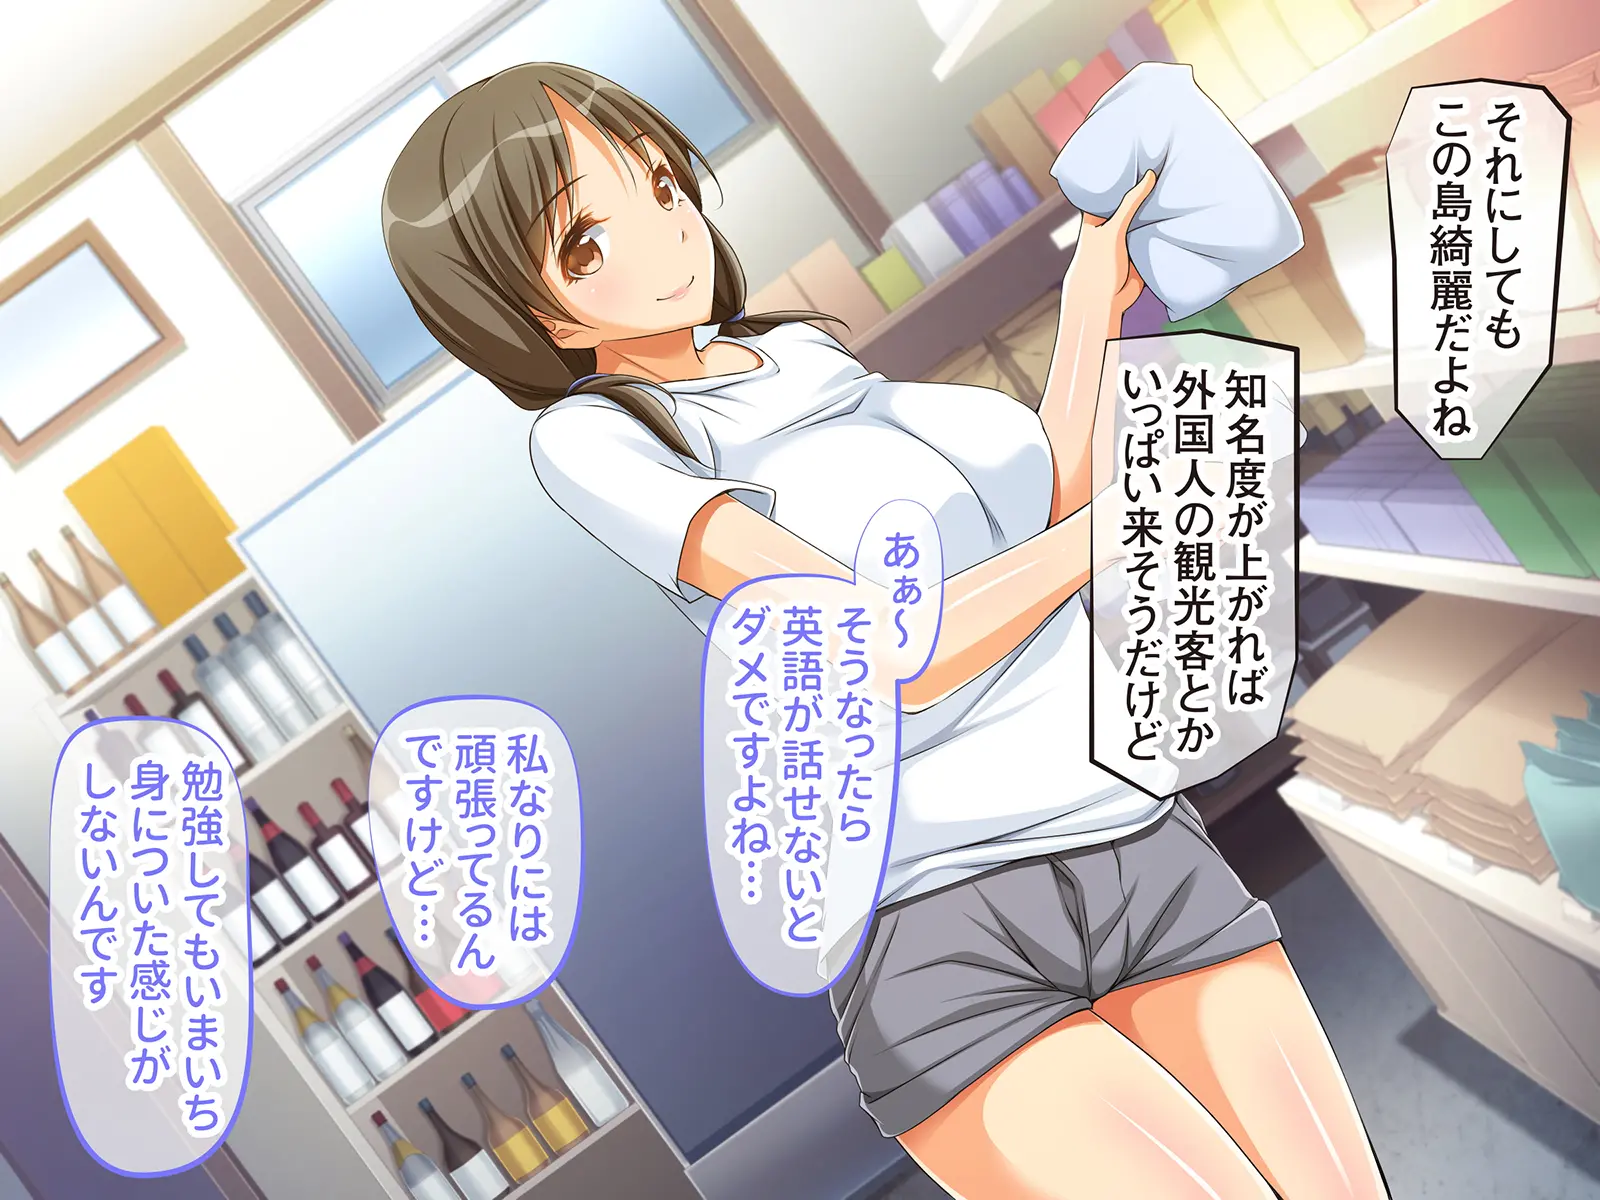 それにしても
この島綺麗だよね
知名度が上がれば
外国人の観光客とか
いっぱい来そうだけど
あぁ～
そうなったら
英語が話せないと
ダメですよね…
私なりには
頑張ってるん
ですけど…
勉強してもいまいち
身についた感じが
しないんです